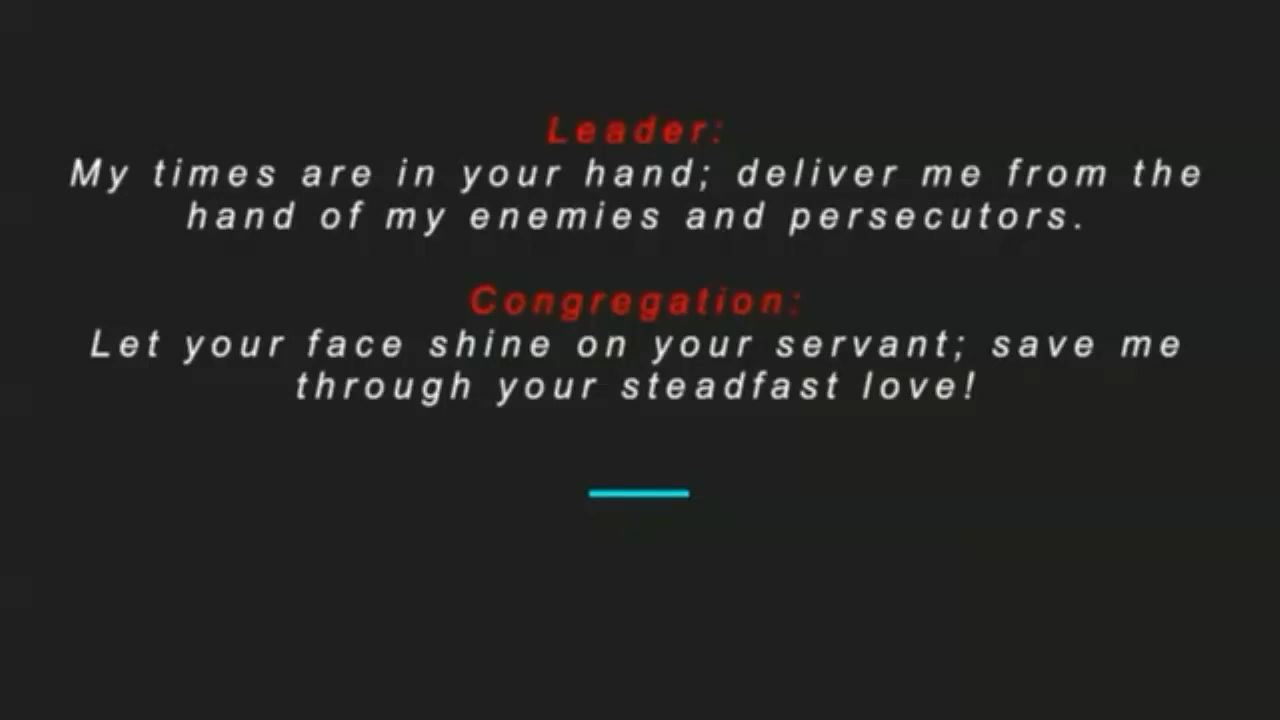 Leader:
My times are in your hand; deliver me from the
hand of my enemies and persecutors.
Congregation:
Let your face shine on your servant; save me
through your steadfast love!